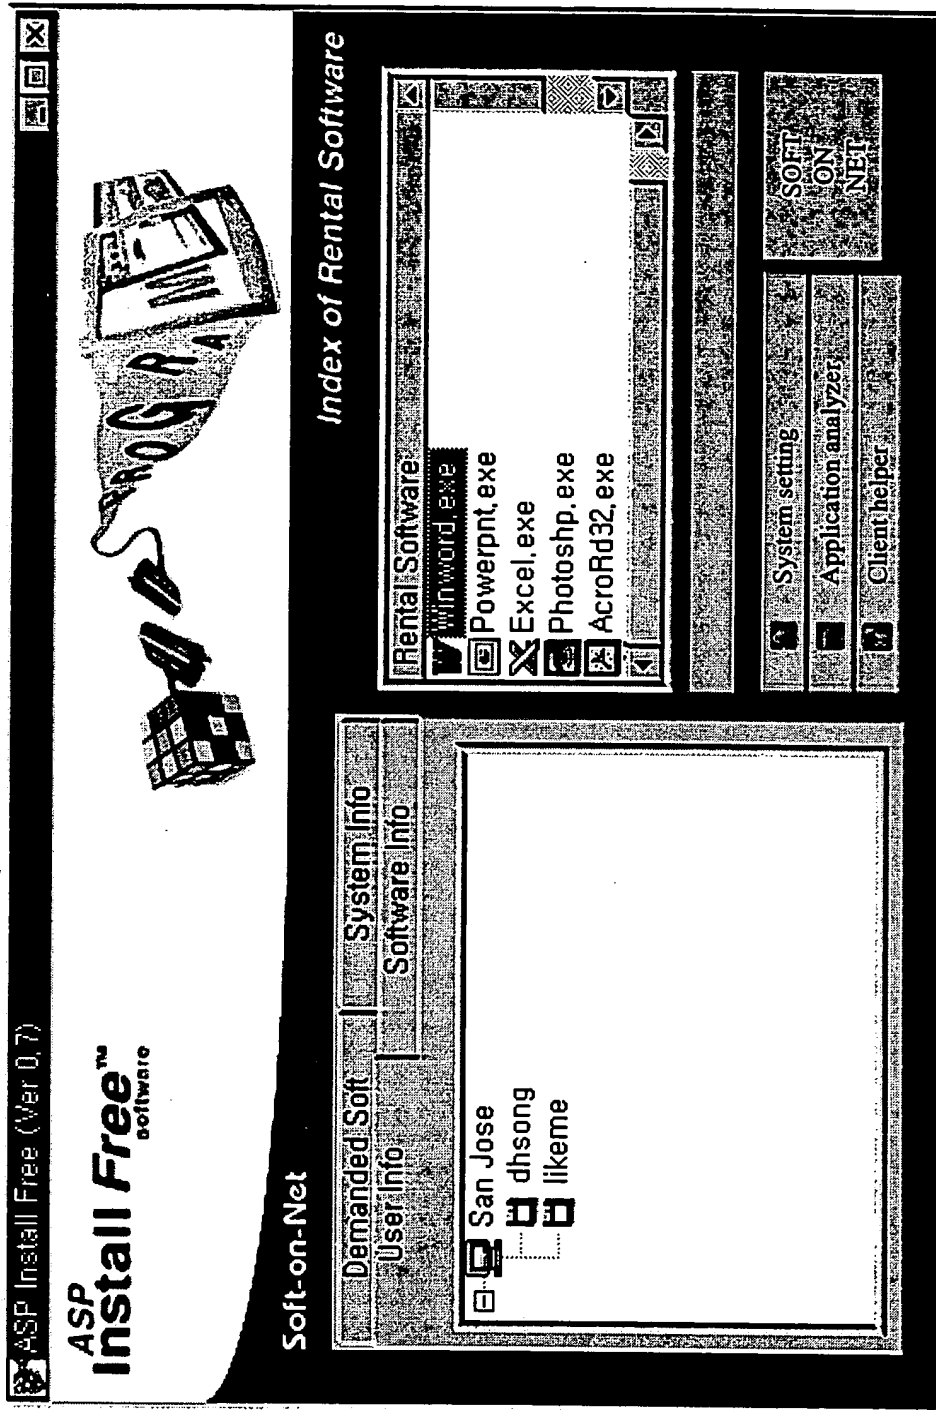 ASP Install Free (Ver 0,7)
ASP
Install Free™
software
PROGRAM
Soft-on-Net
Index of Rental Software
Demanded Soft
System Info
User Info
Software Info
San Jose
dhsong
likeme
Rental Software
Winword, exe
Powerpnt, exe
Excel, exe
Photoshp, exe
AcroRd32, exe
System setting
Application analyzer
Client helper
SOFT
ON
NET